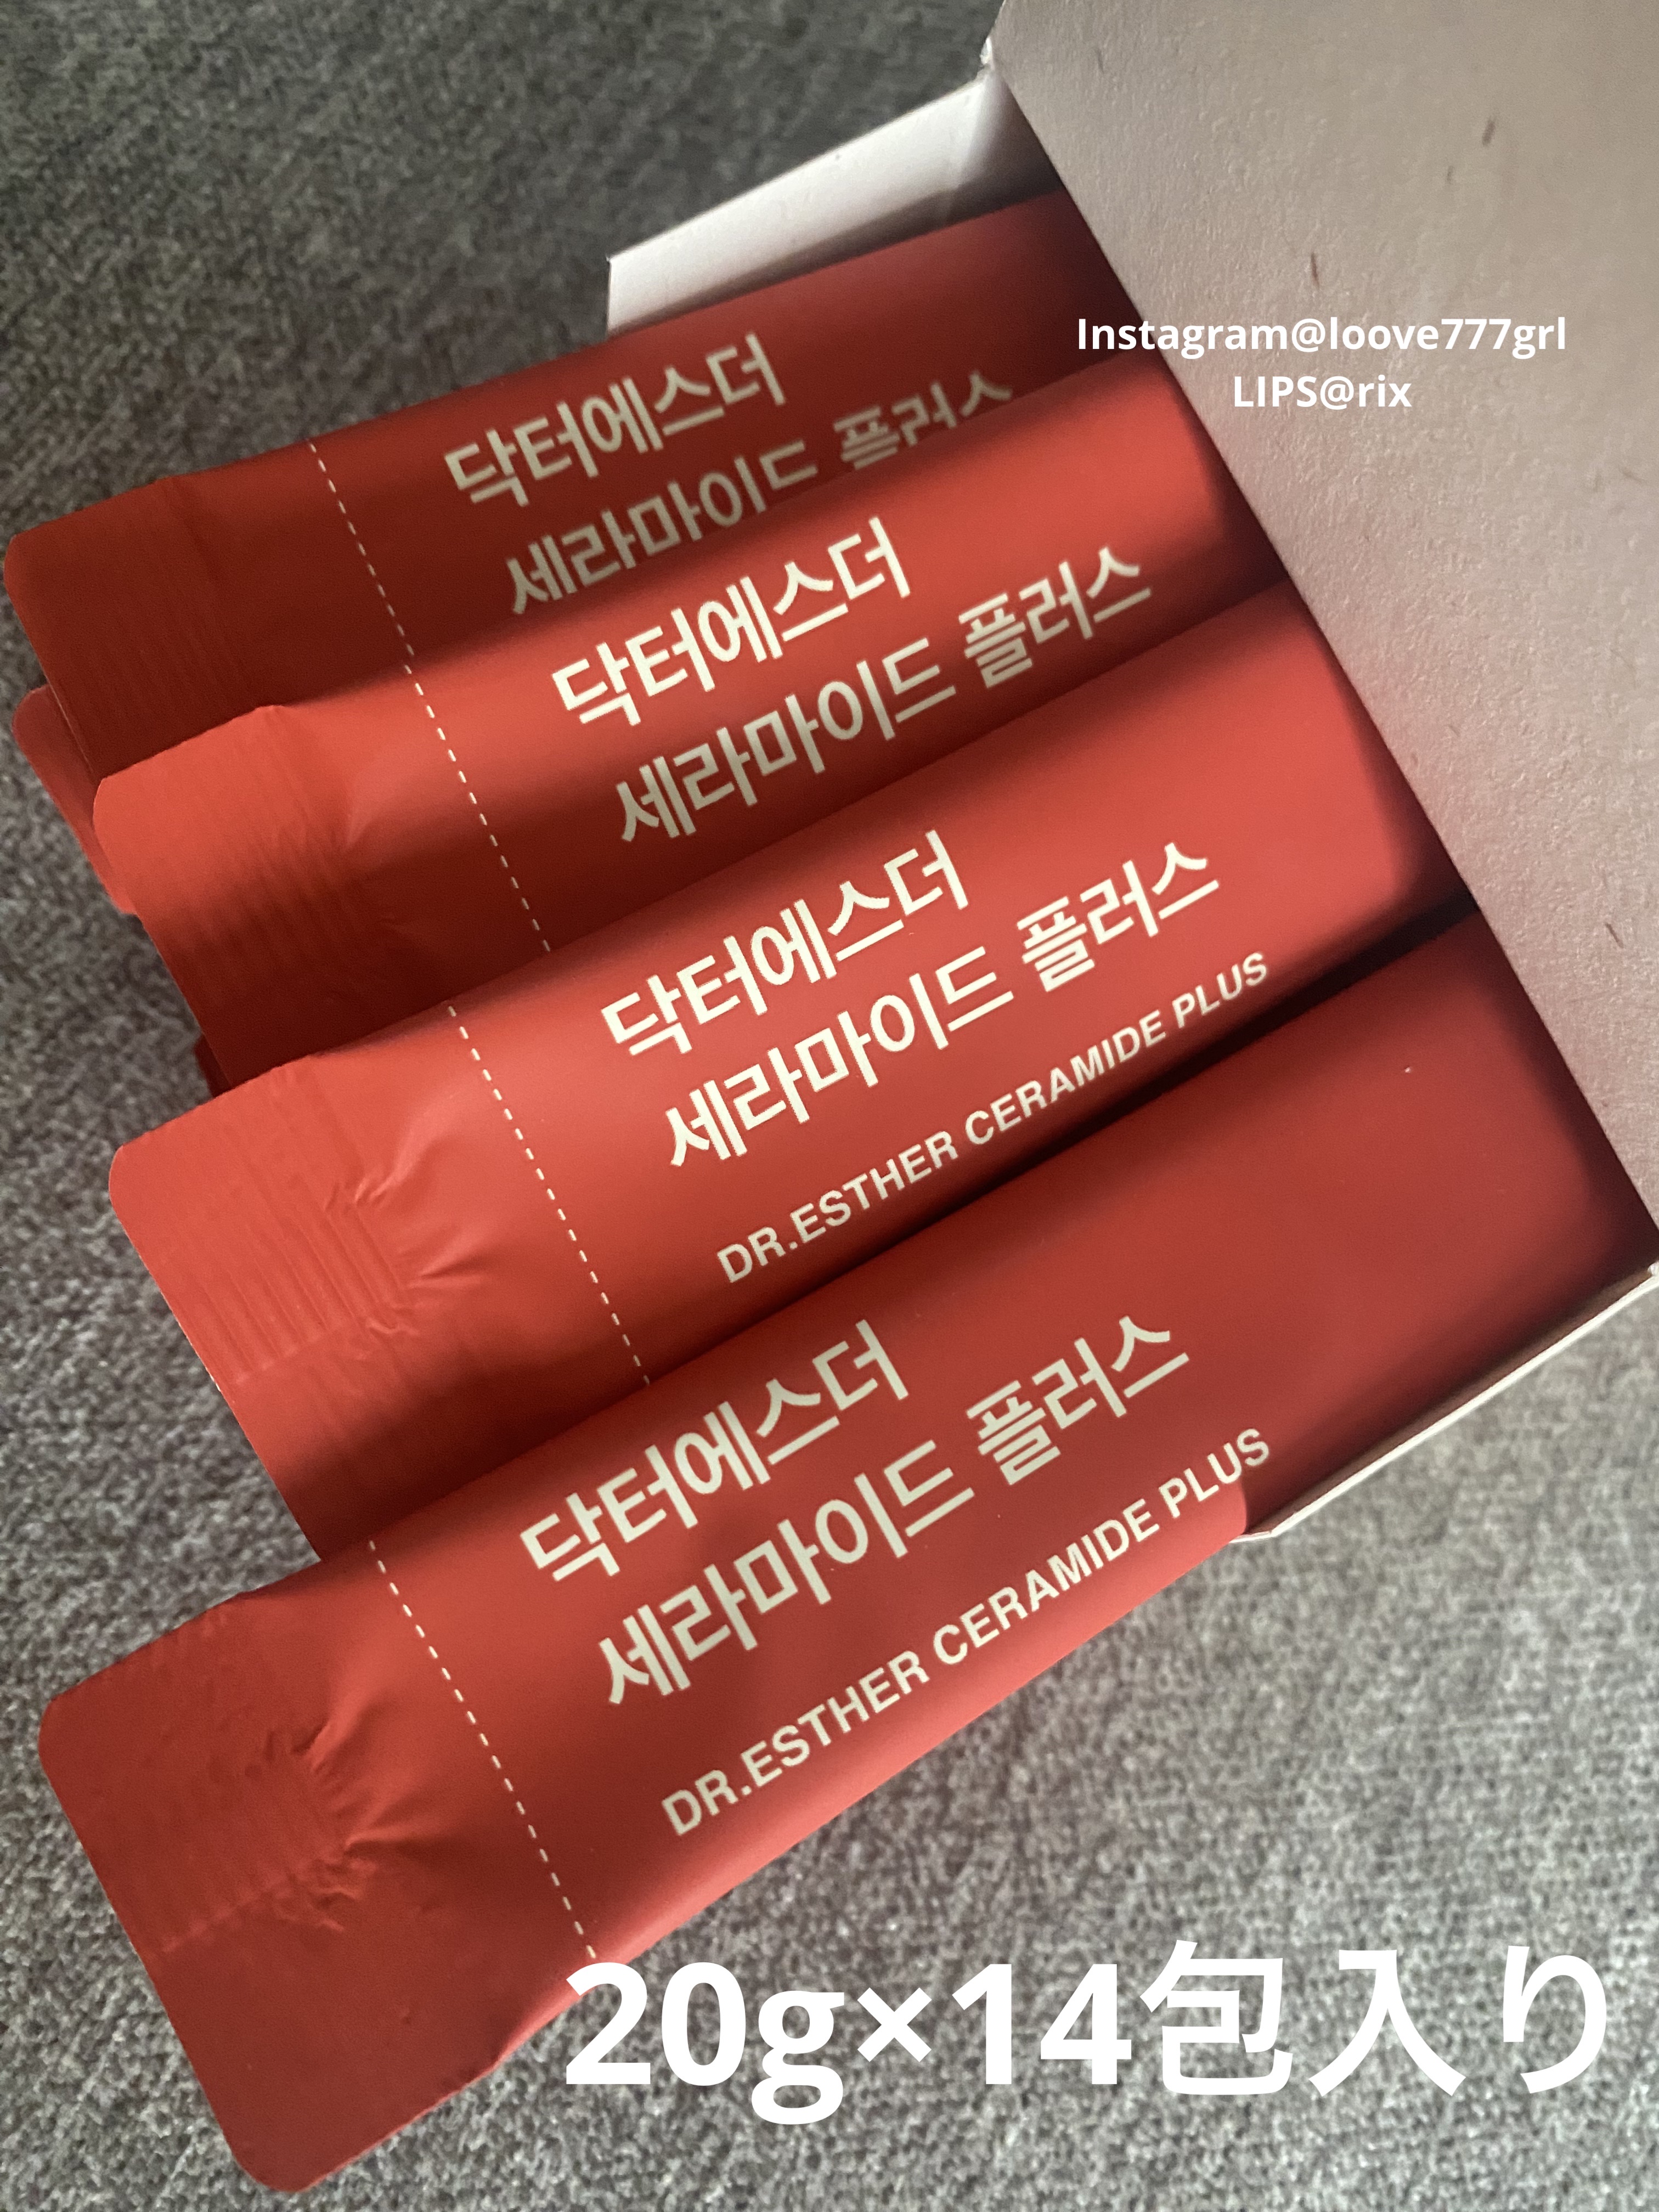 Instagram@loove777grl
LIPS@rix
닥터에스더
세라마이드 플러스
닥터에스더
세라마이드 플러스
닥터에스더
세라마이드 플러스
DR.ESTHER CERAMIDE PLUS
닥터에스더
세라마이드 플러스
DR.ESTHER CERAMIDE PLUS
20g×14包入り